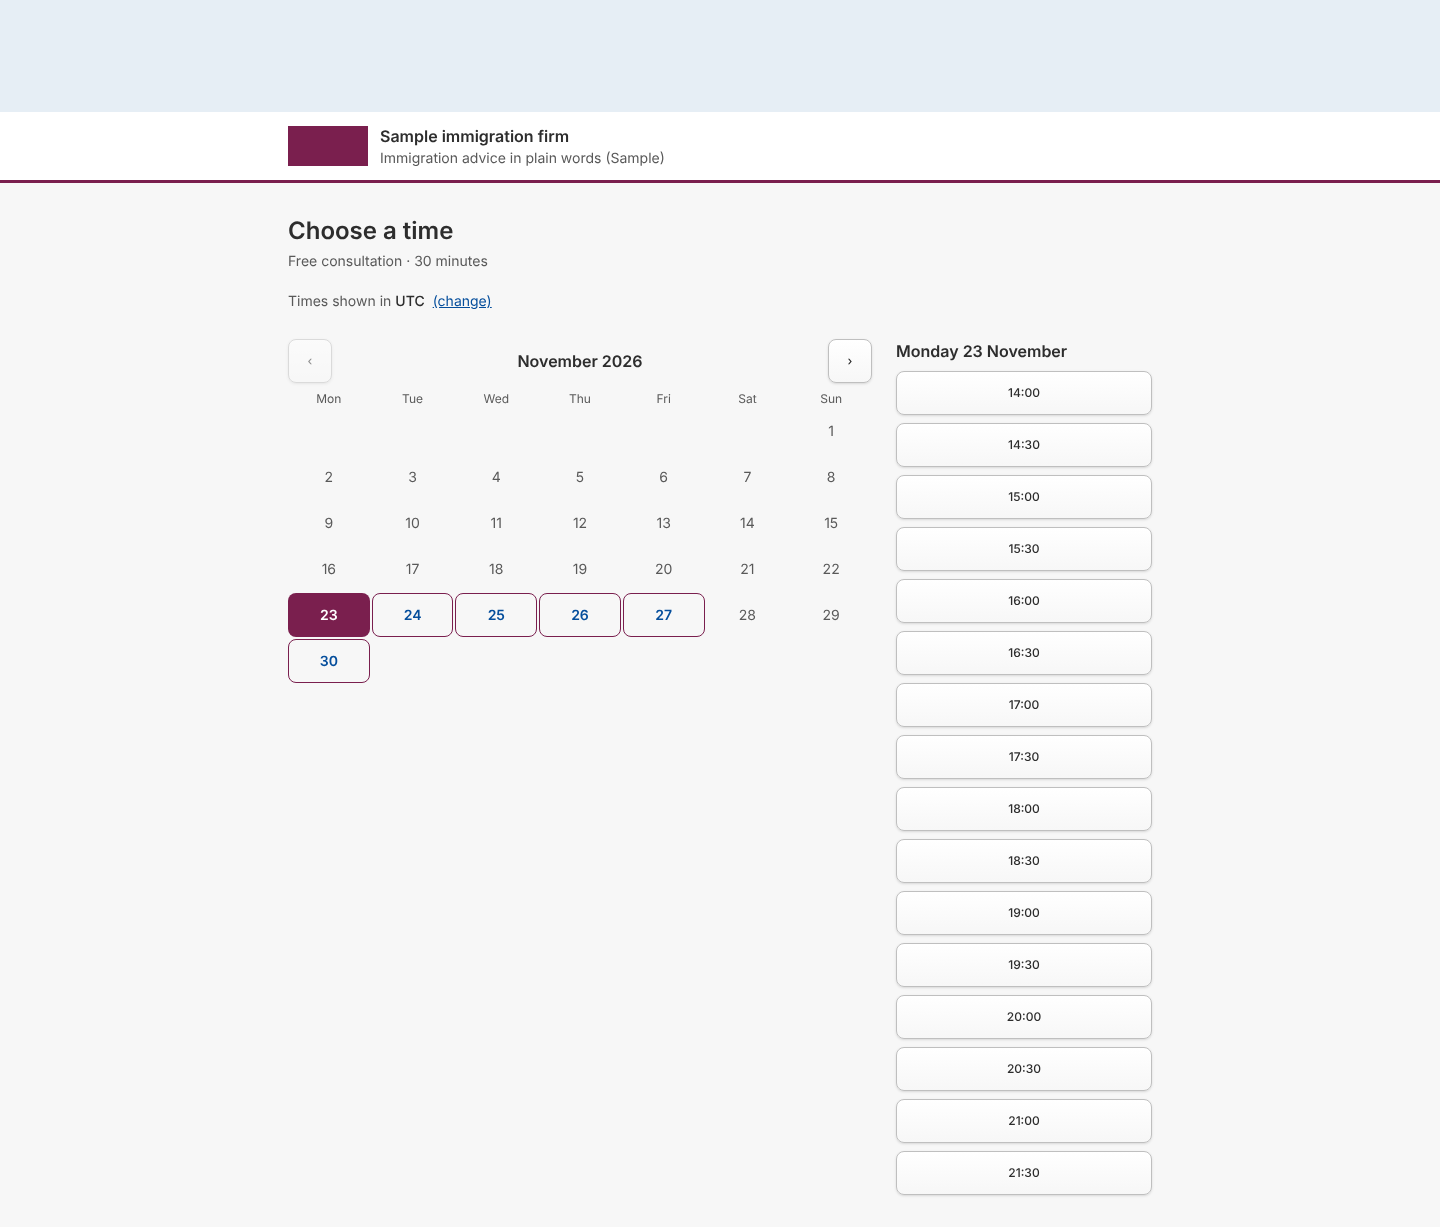 Sample immigration firm
Immigration advice in plain words (Sample)
Choose a time
Free consultation · 30 minutes
Times shown in UTC (change)
‹ November 2026 ›
Mon Tue Wed Thu Fri Sat Sun
1
2 3 4 5 6 7 8
9 10 11 12 13 14 15
16 17 18 19 20 21 22
23 24 25 26 27 28 29
30
Monday 23 November
14:00
14:30
15:00
15:30
16:00
16:30
17:00
17:30
18:00
18:30
19:00
19:30
20:00
20:30
21:00
21:30